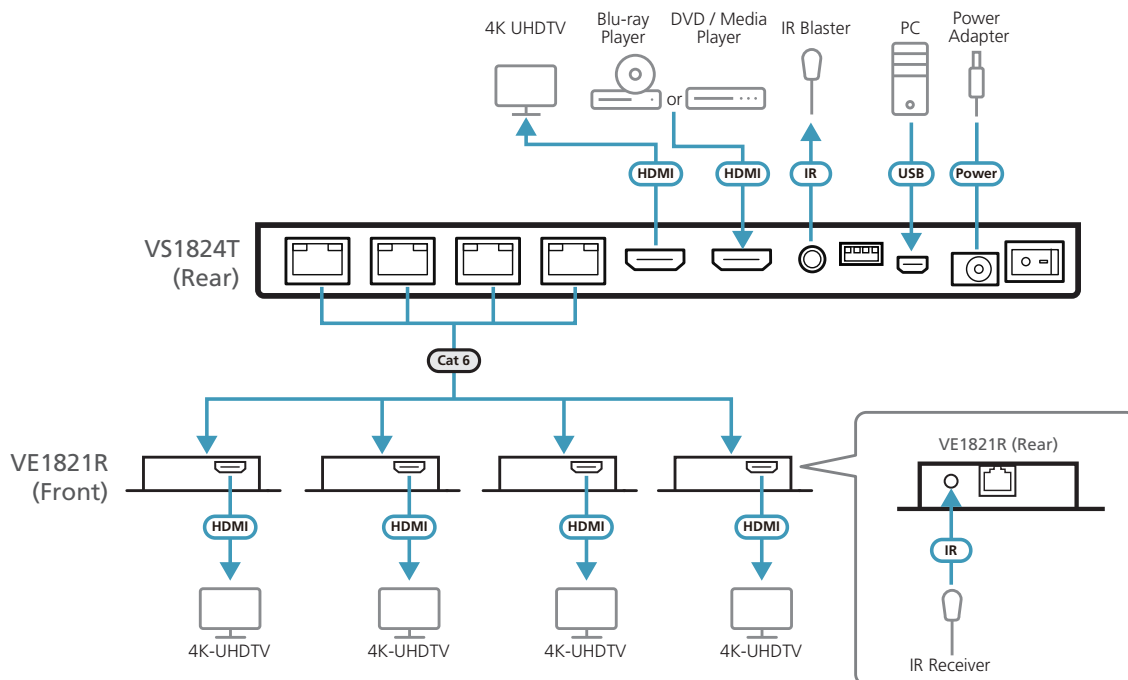 4K UHDTV
Blu-ray
Player
or
DVD / Media
Player
IR Blaster
PC
Power
Adapter
HDMI
HDMI
IR
USB
Power
VS1824T
(Rear)
Cat 6
VE1821R
(Front)
HDMI
HDMI
HDMI
HDMI
4K-UHDTV
4K-UHDTV
4K-UHDTV
4K-UHDTV
VE1821R (Rear)
IR
IR Receiver